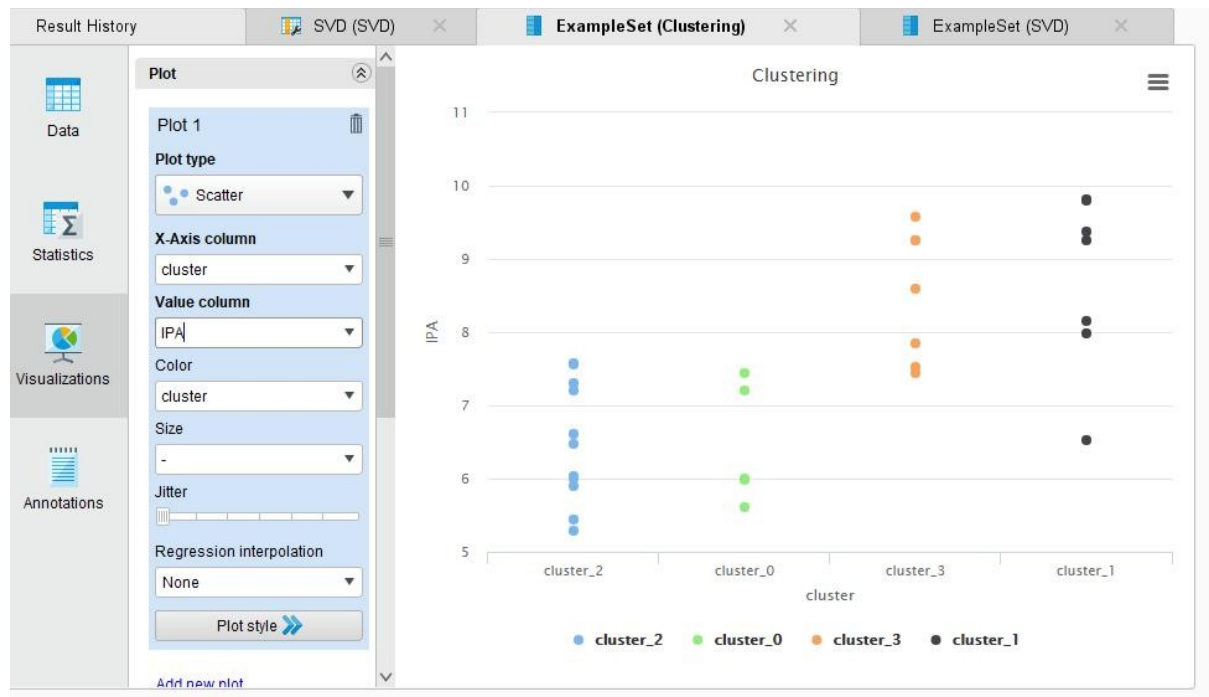 Result History
SVD (SVD)
ExampleSet (Clustering)
ExampleSet (SVD)
Data
Statistics
Visualizations
Annotations
Plot
Plot 1
Plot type
Scatter
X-Axis column
cluster
Value column
IPA
Color
cluster
Size
-
Jitter
Regression interpolation
None
Plot style
Add new plot
Clustering
11
10
9
8
7
6
5
IPA
cluster_2 cluster_0 cluster_3 cluster_1
cluster
cluster_2 cluster_0 cluster_3 cluster_1